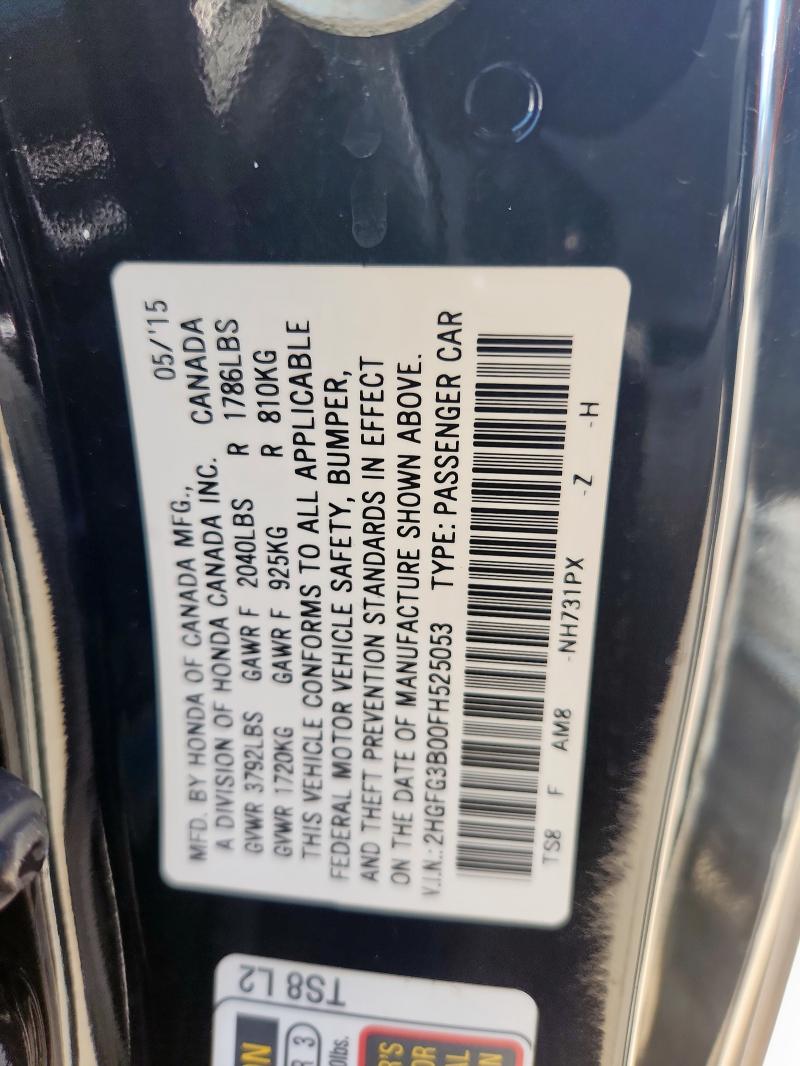 MFD. BY HONDA OF CANADA MFG., 05/'15
A DIVISION OF HONDA CANADA INC. CANADA
GVWR 3792LBS GAWR F 2040LBS R 1786LBS
GVWR 1720KG GAWR F 925KG R 810KG
THIS VEHICLE CONFORMS TO ALL APPLICABLE
FEDERAL MOTOR VEHICLE SAFETY, BUMPER,
AND THEFT PREVENTION STANDARDS IN EFFECT
ON THE DATE OF MANUFACTURE SHOWN ABOVE.
V.I.N.: 2HGFG3B00FH525053 TYPE: PASSENGER CAR
TS8 F AM8 -NH731PX -Z -H
TS8 L2